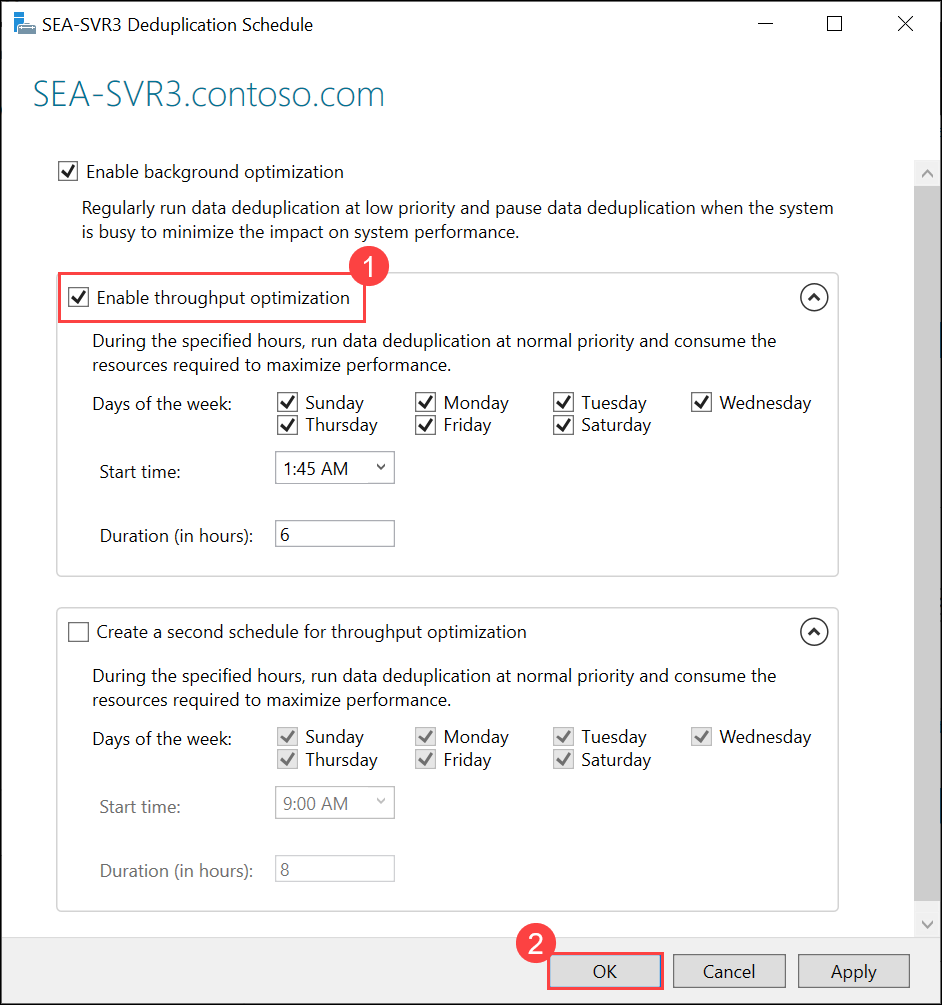 SEA-SVR3 Deduplication Schedule
SEA-SVR3.contoso.com
Enable background optimization
Regularly run data deduplication at low priority and pause data deduplication when the system
is busy to minimize the impact on system performance.
1
Enable throughput optimization
During the specified hours, run data deduplication at normal priority and consume the
resources required to maximize performance.
Days of the week: Sunday Monday Tuesday Wednesday
Thursday Friday Saturday
Start time: 1:45 AM
Duration (in hours): 6
Create a second schedule for throughput optimization
During the specified hours, run data deduplication at normal priority and consume the
resources required to maximize performance.
Days of the week: Sunday Monday Tuesday Wednesday
Thursday Friday Saturday
Start time: 9:00 AM
Duration (in hours): 8
2
OK Cancel Apply